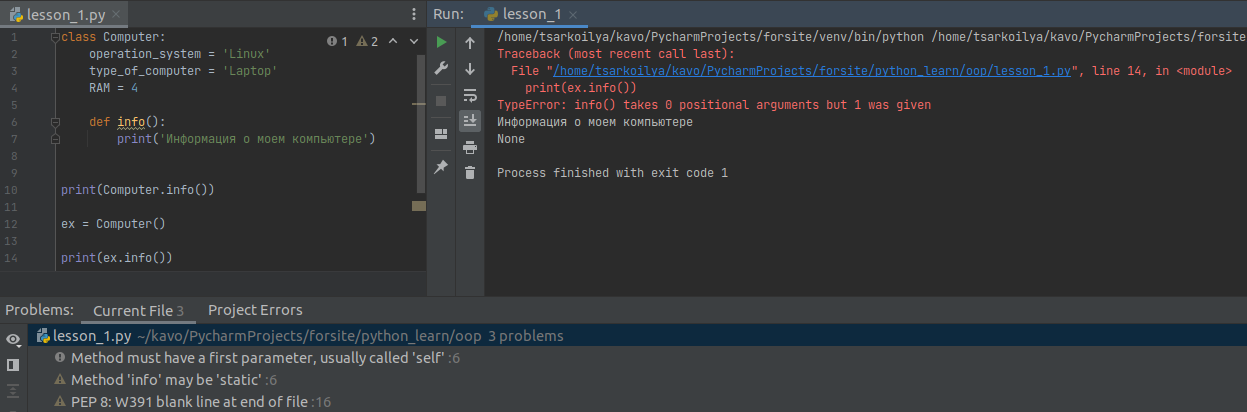 lesson_1.py
1 class Computer:
2 operation_system = 'Linux'
3 type_of_computer = 'Laptop'
4 RAM = 4
5
6 def info():
7 print('Информация о моем компьютере')
8
9
10 print(Computer.info())
11
12 ex = Computer()
13
14 print(ex.info())
1 2
Run: lesson_1
/home/tsarkoilya/kavo/PycharmProjects/forsite/venv/bin/python /home/tsarkoilya/kavo/PycharmProjects/forsite
Traceback (most recent call last):
File "/home/tsarkoilya/kavo/PycharmProjects/forsite/python_learn/oop/lesson_1.py", line 14, in <module>
print(ex.info())
TypeError: info() takes 0 positional arguments but 1 was given
Информация о моем компьютере
None
Process finished with exit code 1
Problems: Current File 3 Project Errors
lesson_1.py ~/kavo/PycharmProjects/forsite/python_learn/oop 3 problems
Method must have a first parameter, usually called 'self' :6
Method 'info' may be 'static' :6
PEP 8: W391 blank line at end of file :16